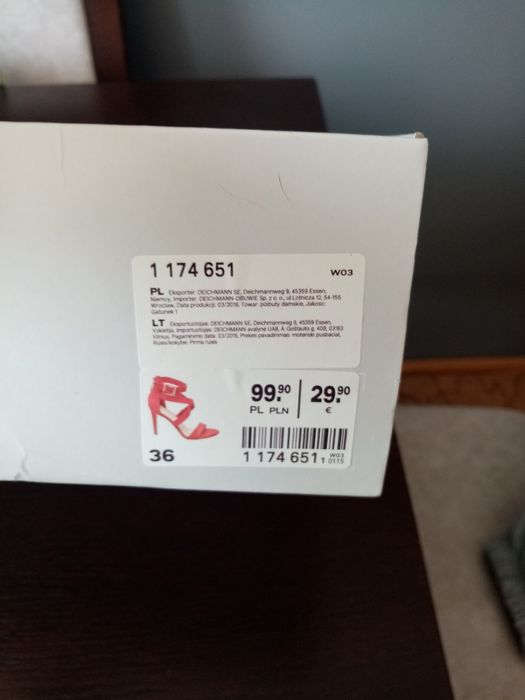 1 174 651 W03
PL Eksporter: DEICHMANN SE, Deichmannweg 9, 45359 Essen,
Niemcy, Importer: DEICHMANN-OBUWIE Sp. z o. o., ul.Lotnicza 12, 54-155
Wrocław, Data produkcji: 03/2018, Towar: półbuty damskie, Jakość:
Gatunek 1
LT Eksportuotojas: DEICHMANN SE, Deichmannweg 9, 45359 Essen,
Vokietija, Importuotojas: DEICHMANN avalyne UAB, A. Goštauto g. 40B, 03163
Vilnius, Pagaminimo data: 03/2018, Prekės pavadinimas: moteriški pusbačiai,
Rūšis/kokybė: Pirma rūšis
99.90 29.90
PL PLN €
36 1 174 651 1 W03 0115